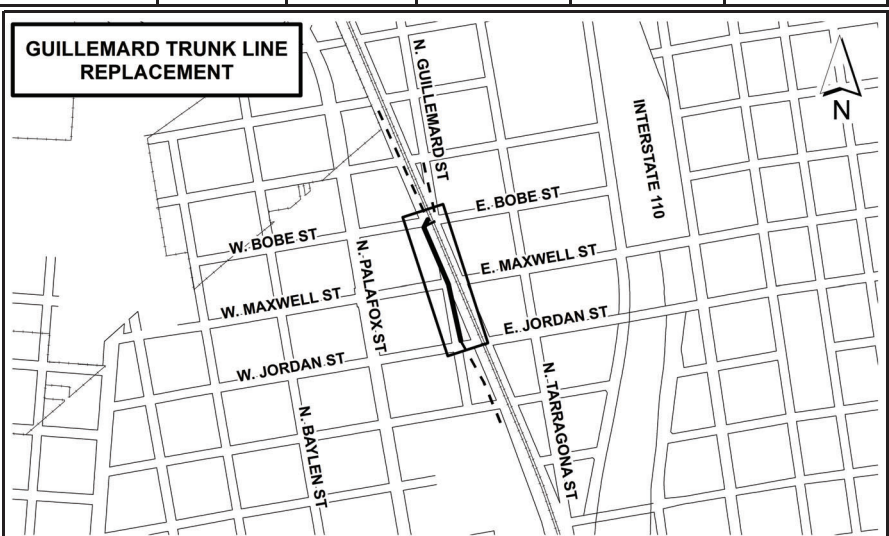 GUILLEMARD TRUNK LINE
REPLACEMENT
N. GUILLEMARD ST
INTERSTATE 110
N
E. BOBE ST
W. BOBE ST
E. MAXWELL ST
N. PALAFOX ST
W. MAXWELL ST
E. JORDAN ST
W. JORDAN ST
N. TARRAGONA ST
N. BAYLEN ST